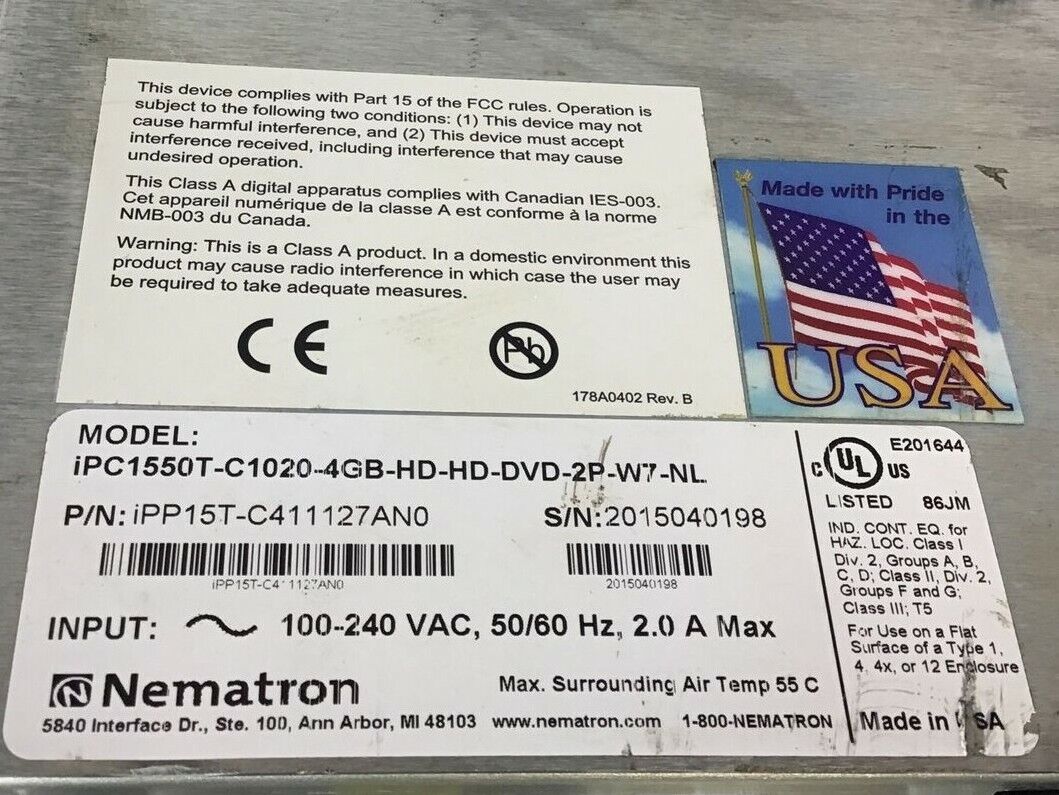 This device complies with Part 15 of the FCC rules. Operation is
subject to the following two conditions: (1) This device may not
cause harmful interference, and (2) This device must accept
interference received, including interference that may cause
undesired operation.
This Class A digital apparatus complies with Canadian IES-003.
Cet appareil numérique de la classe A est conforme à la norme
NMB-003 du Canada.
Warning: This is a Class A product. In a domestic environment this
product may cause radio interference in which case the user may
be required to take adequate measures.
CE
Pb
178A0402 Rev. B
Made with Pride
in the
USA
MODEL:
iPC1550T-C1020-4GB-HD-HD-DVD-2P-W7-NL
P/N: iPP15T-C411127AN0
S/N: 2015040198
iPP15T-C411127AN0
2015040198
INPUT: 100-240 VAC, 50/60 Hz, 2.0 A Max
Nematron
Max. Surrounding Air Temp 55 C
5840 Interface Dr., Ste. 100, Ann Arbor, MI 48103 www.nematron.com 1-800-NEMATRON
E201644
C UL US
LISTED 86JM
IND. CONT. EQ. for
HAZ. LOC. Class I
Div. 2, Groups A, B,
C, D; Class II, Div. 2,
Groups F and G;
Class III; T5
For Use on a Flat
Surface of a Type 1,
4, 4x, or 12 Enclosure
Made in USA